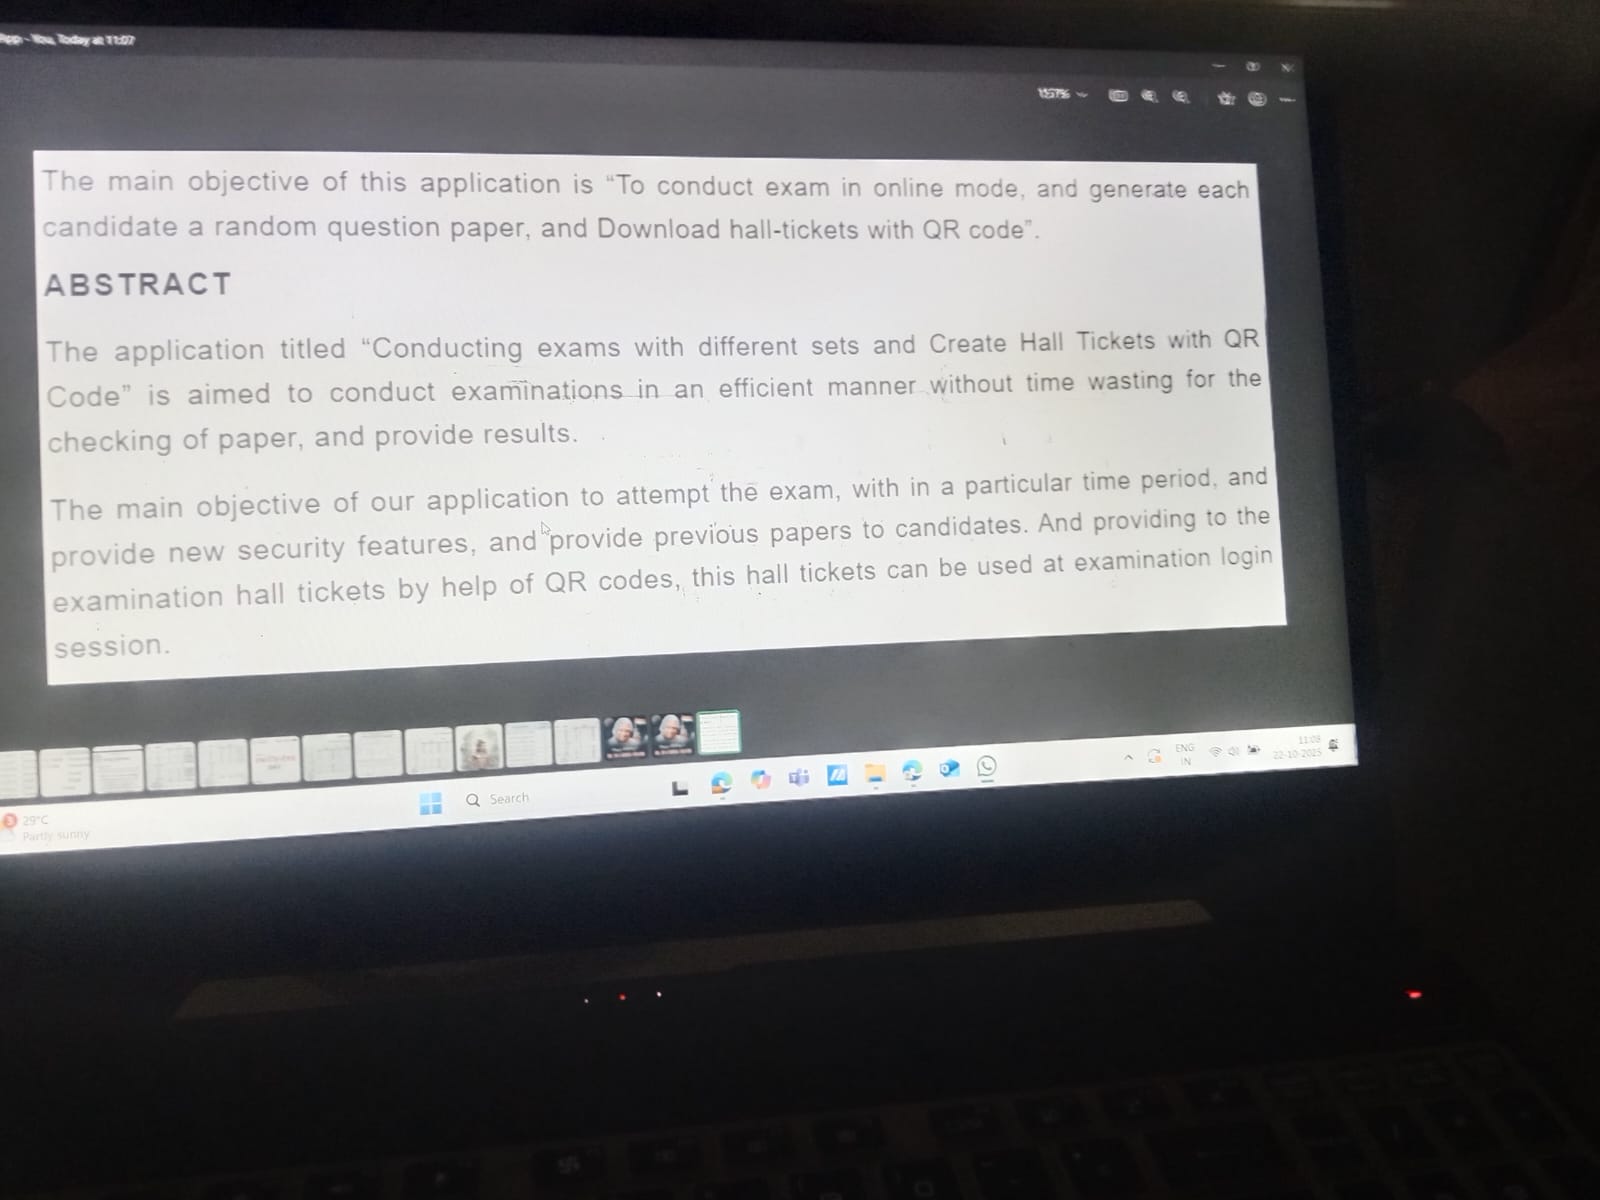 App - You, Today at 11:07
157%
The main objective of this application is “To conduct exam in online mode, and generate each
candidate a random question paper, and Download hall-tickets with QR code”.
ABSTRACT
The application titled “Conducting exams with different sets and Create Hall Tickets with QR
Code” is aimed to conduct examinations in an efficient manner without time wasting for the
checking of paper, and provide results.
The main objective of our application to attempt the exam, with in a particular time period, and
provide new security features, and provide previous papers to candidates. And providing to the
examination hall tickets by help of QR codes, this hall tickets can be used at examination login
session.
29°C
Partly sunny
Search
ENG
IN
11:08
22-10-2025